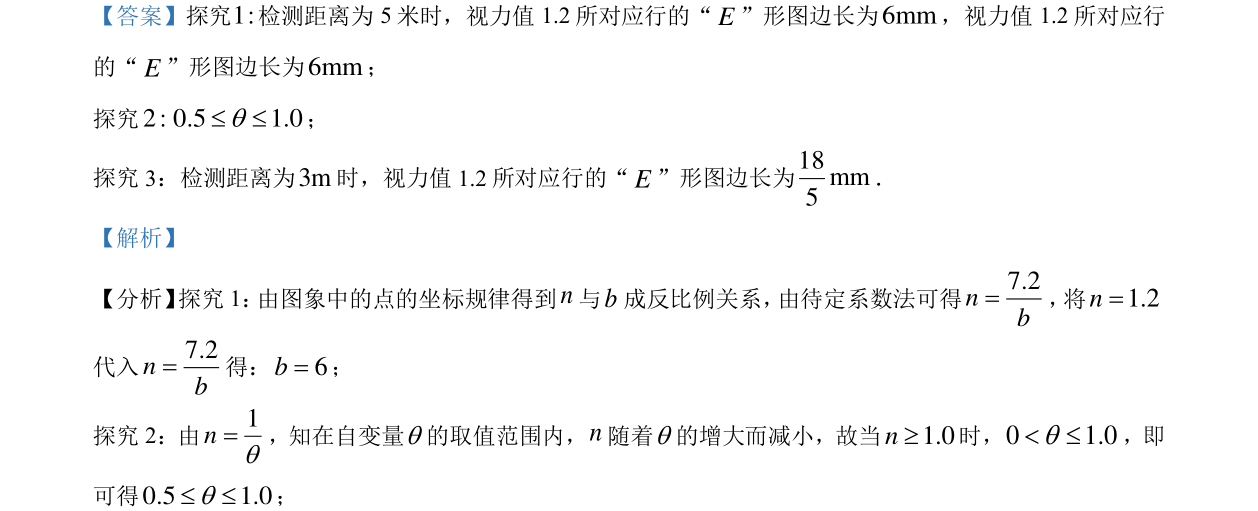 【答案】探究1:检测距离为 5 米时，视力值 1.2 所对应行的“E”形图边长为6mm，视力值 1.2 所对应行
的“E”形图边长为6mm；
探究2: 0.5≤θ≤1.0；
探究 3：检测距离为3m时，视力值 1.2 所对应行的“E”形图边长为18/5 mm．
【解析】
【分析】探究 1：由图象中的点的坐标规律得到n与b成反比例关系，由待定系数法可得n=7.2/b，将n=1.2
代入n=7.2/b得：b=6；
探究 2：由n=1/θ，知在自变量θ的取值范围内，n随着θ的增大而减小，故当n≥1.0时，0<θ≤1.0，即
可得0.5≤θ≤1.0；